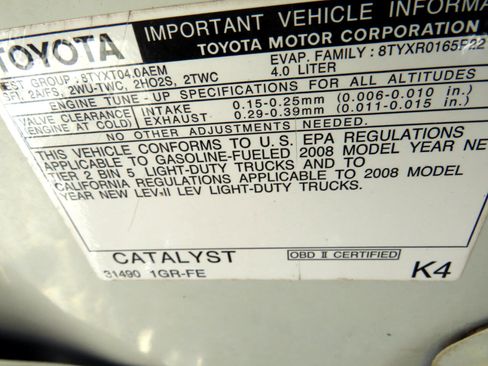 TOYOTA
IMPORTANT VEHICLE INFORMA
TOYOTA MOTOR CORPORATION
EST GROUP : 8TYXT04.0AEM EVAP. FAMILY : 8TYXR0165P22
2A/FS, 2WU-TWC, 2HO2S, 2TWC 4.0 LITER
ENGINE TUNE - UP SPECIFICATIONS FOR ALL ALTITUDES
VALVE CLEARANCE INTAKE 0.15-0.25mm (0.006-0.010 in.)
(ENGINE AT COLD) EXHAUST 0.29-0.39mm (0.011-0.015 in.)
NO OTHER ADJUSTMENTS NEEDED.
THIS VEHICLE CONFORMS TO U.S. EPA REGULATIONS
APPLICABLE TO GASOLINE-FUELED 2008 MODEL YEAR NE
TIER 2 BIN 5, LIGHT-DUTY TRUCKS AND TO
CALIFORNIA REGULATIONS APPLICABLE TO 2008 MODEL
YEAR NEW LEV-II LEV LIGHT-DUTY TRUCKS.
CATALYST OBD II CERTIFIED
31490 1GR-FE K4